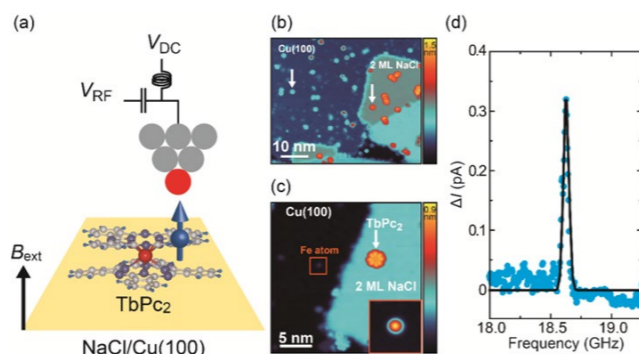 (a)
V_DC
V_RF
B_ext
TbPc₂
NaCl/Cu(100)
(b)
Cu(100)
2 ML NaCl
10 nm
1.5 nm
(c)
Cu(100)
TbPc₂
Fe atom
2 ML NaCl
5 nm
0.9 nm
(d)
ΔI (pA)
0.4
0.3
0.2
0.1
0
18.0
18.5
19.0
Frequency (GHz)